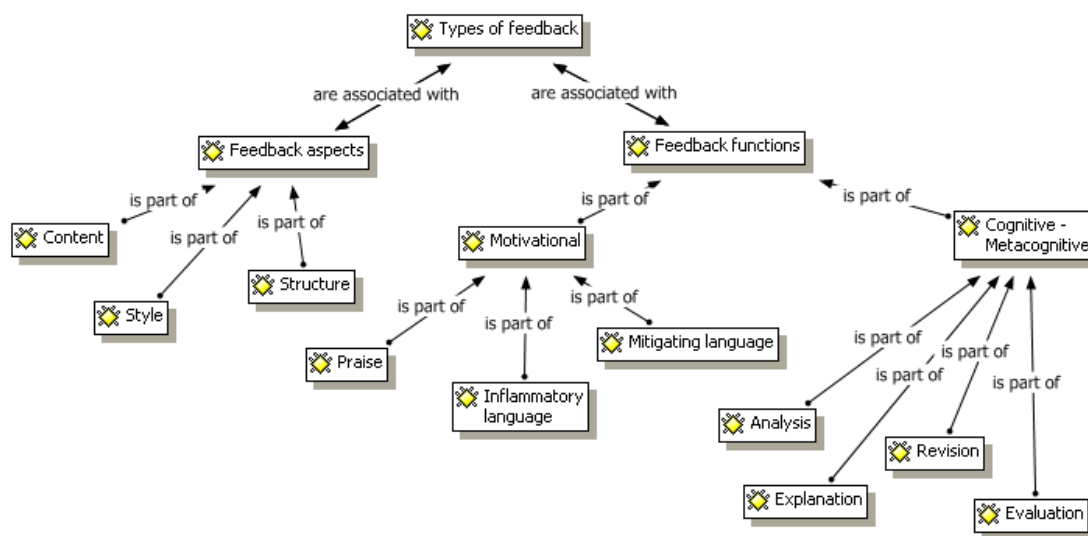 Types of feedback
are associated with
are associated with
Feedback aspects
Feedback functions
is part of
is part of
is part of
is part of
is part of
Content
Style
Structure
Motivational
Cognitive -
Metacognitive
is part of
is part of
is part of
Praise
Inflammatory
language
Mitigating language
is part of
is part of
is part of
is part of
Analysis
Explanation
Revision
Evaluation